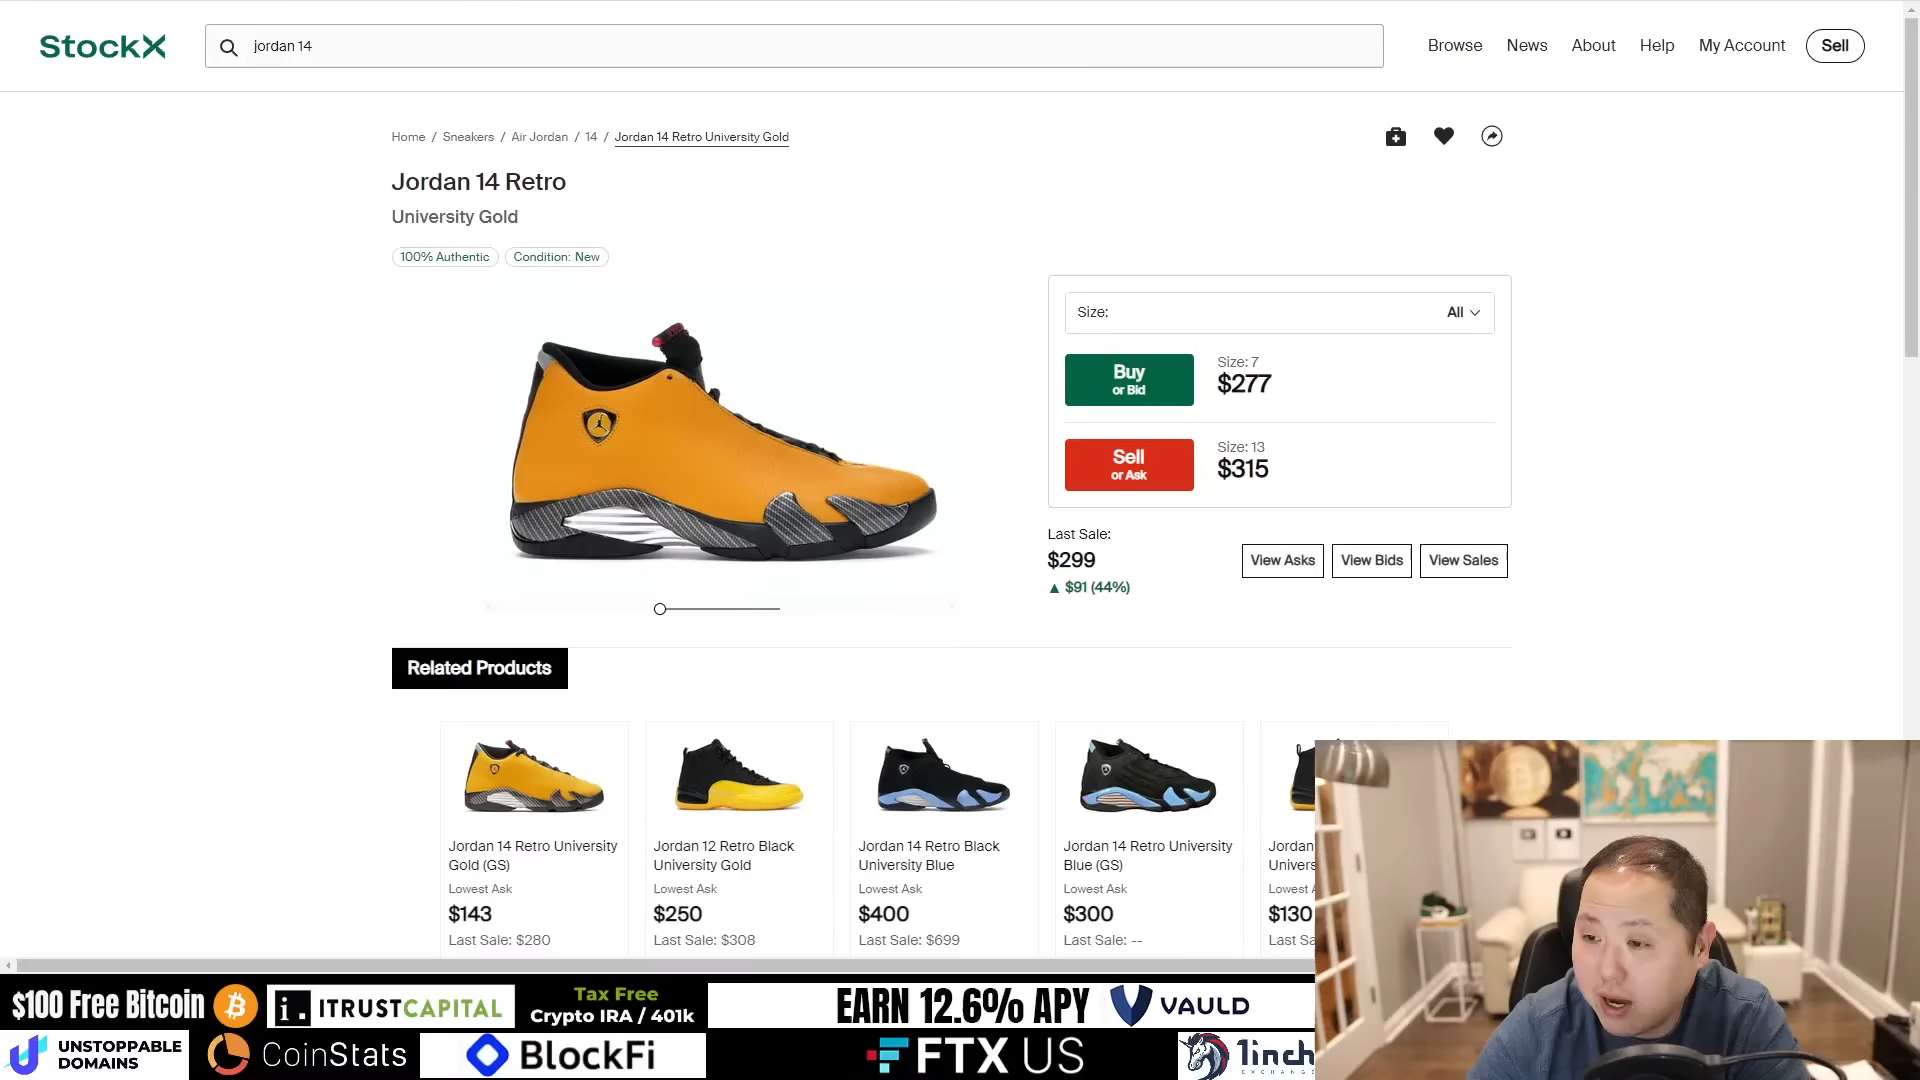 StockX
jordan 14
Browse
News
About
Help
My Account
Sell
Home / Sneakers / Air Jordan / 14 / Jordan 14 Retro University Gold
Jordan 14 Retro
University Gold
100% Authentic
Condition: New
Size:
All
Buy
or Bid
Size: 7
$277
Sell
or Ask
Size: 13
$315
Last Sale:
$299
▲ $91 (44%)
View Asks
View Bids
View Sales
Related Products
Jordan 14 Retro University
Gold (GS)
Lowest Ask
$143
Last Sale: $280
Jordan 12 Retro Black
University Gold
Lowest Ask
$250
Last Sale: $308
Jordan 14 Retro Black
University Blue
Lowest Ask
$400
Last Sale: $699
Jordan 14 Retro University
Blue (GS)
Lowest Ask
$300
Last Sale: --
Jordan
Univers
Lowest A
$130
Last Sa
$100 Free Bitcoin
i. ITRUSTCAPITAL
Tax Free
Crypto IRA / 401k
EARN 12.6% APY
VAULD
UNSTOPPABLE
DOMAINS
CoinStats
BlockFi
FTX US
1inch
EXCHANGE